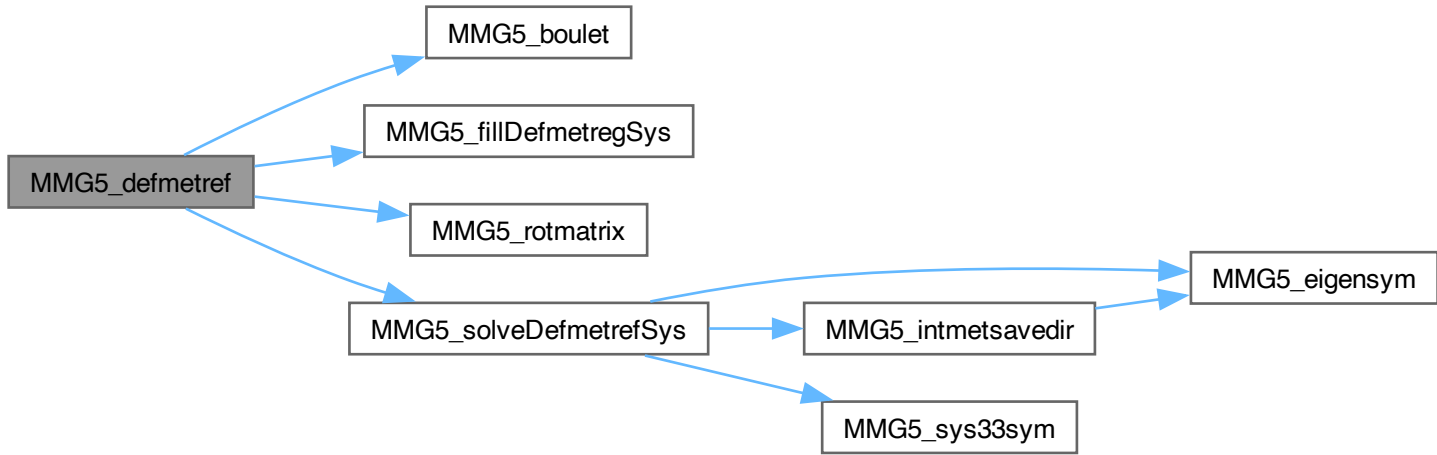 MMG5_boulet
MMG5_fillDefmetregSys
MMG5_defmetref
MMG5_rotmatrix
MMG5_eigensym
MMG5_solveDefmetrefSys
MMG5_intmetsavedir
MMG5_sys33sym